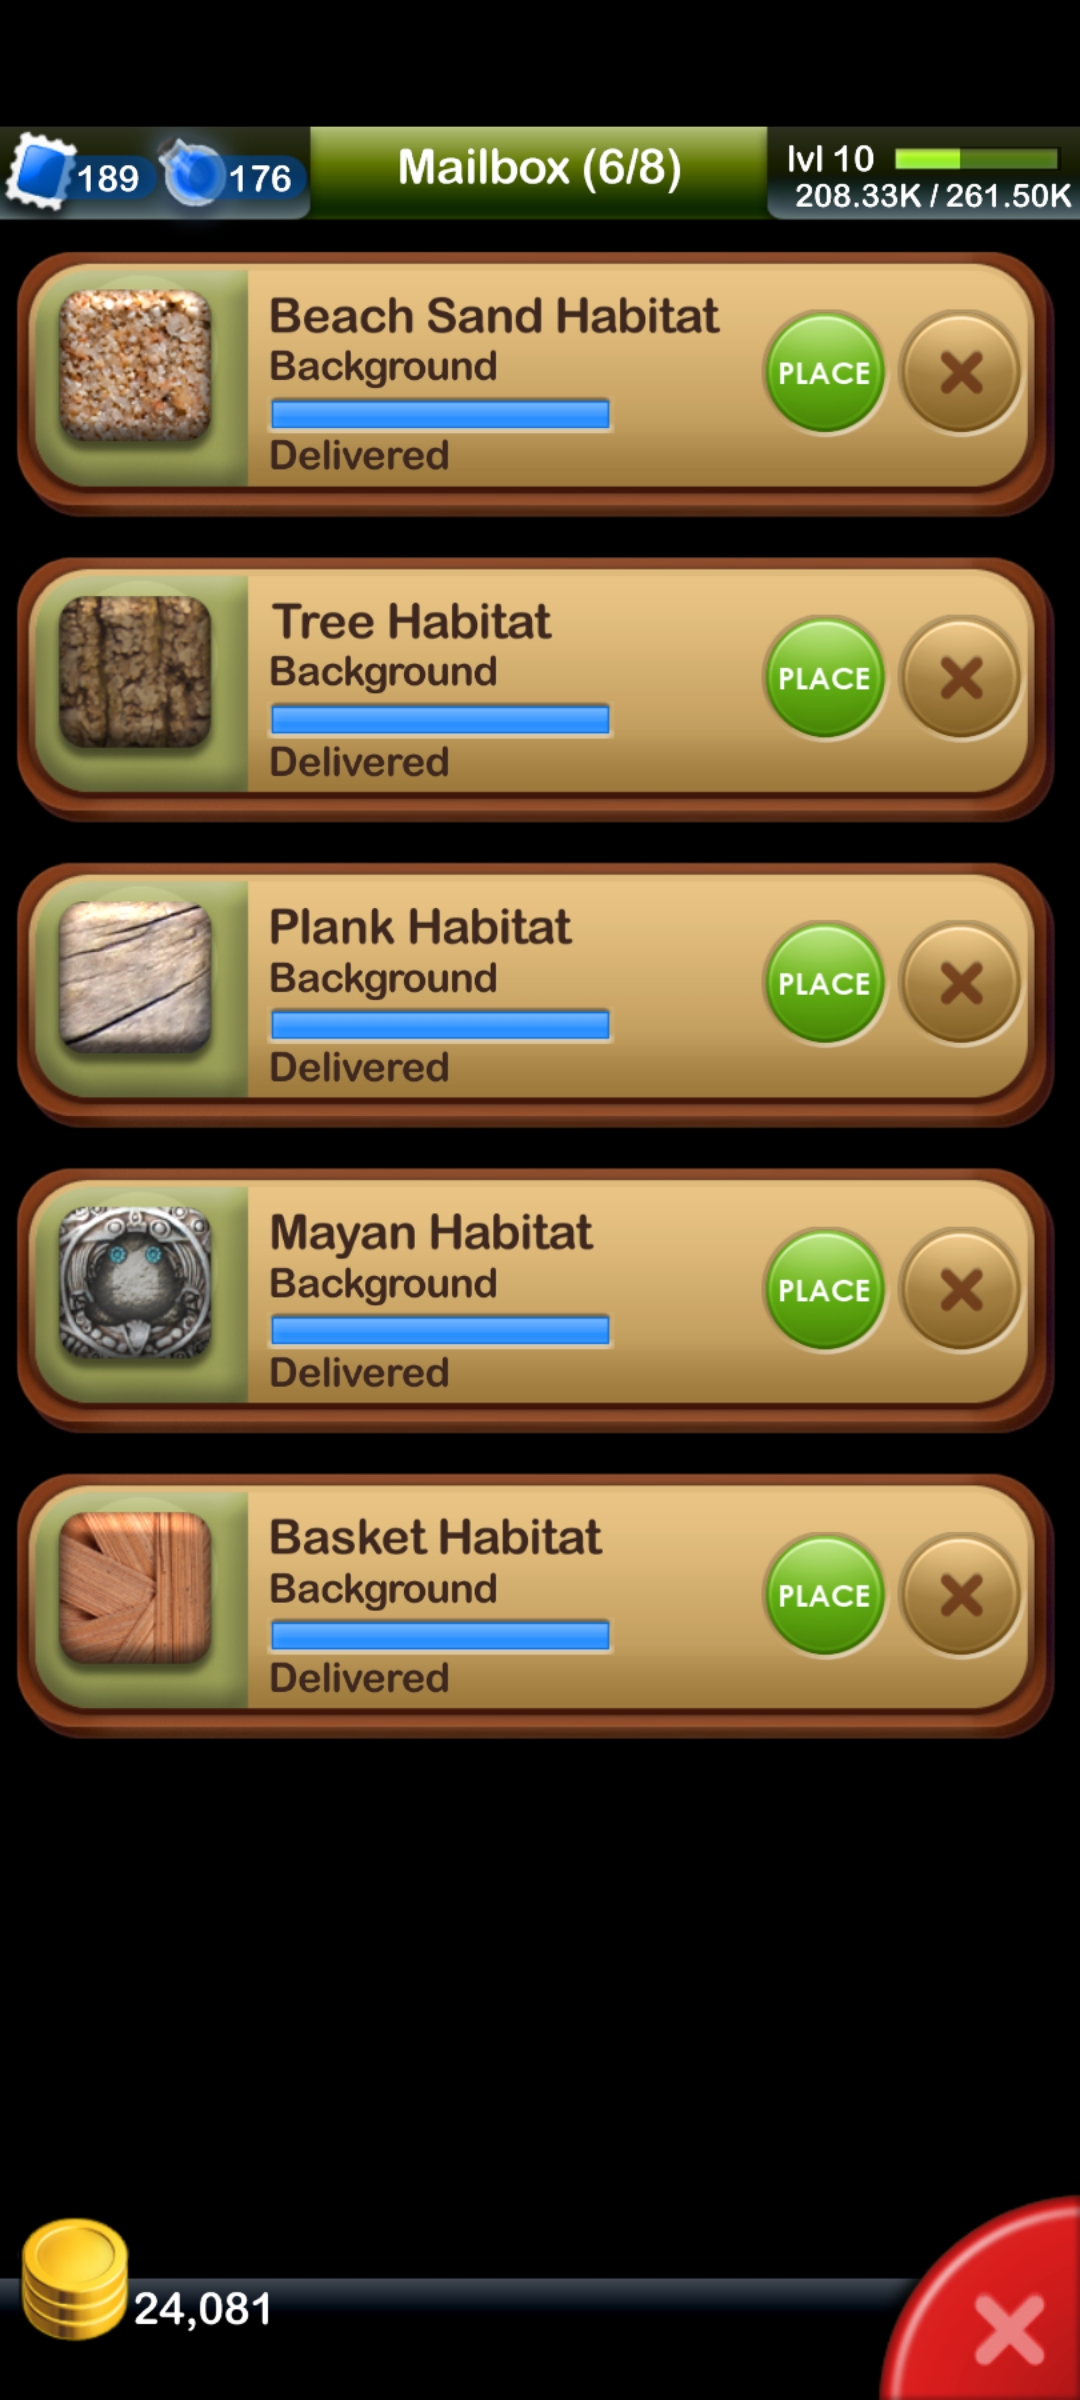 189 176 Mailbox (6/8) lvl 10
208.33K / 261.50K
Beach Sand Habitat
Background
PLACE
Delivered
Tree Habitat
Background
PLACE
Delivered
Plank Habitat
Background
PLACE
Delivered
Mayan Habitat
Background
PLACE
Delivered
Basket Habitat
Background
PLACE
Delivered
24,081